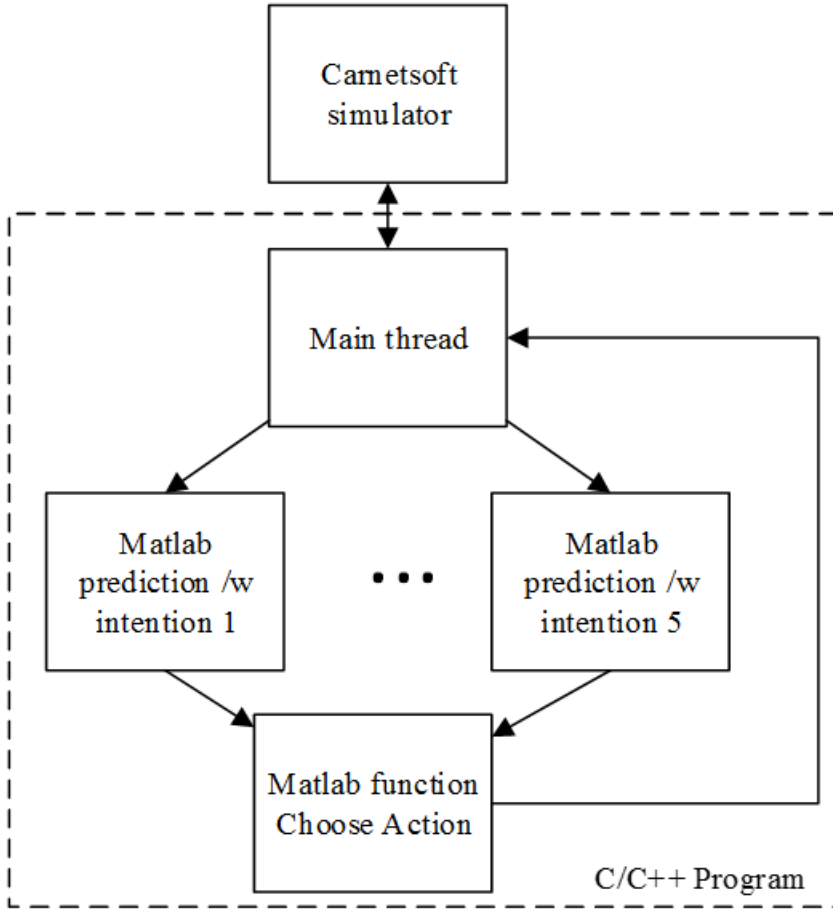 Carnetsoft
simulator
Main thread
Matlab
prediction /w
intention 1
Matlab
prediction /w
intention 5
Matlab function
Choose Action
C/C++ Program